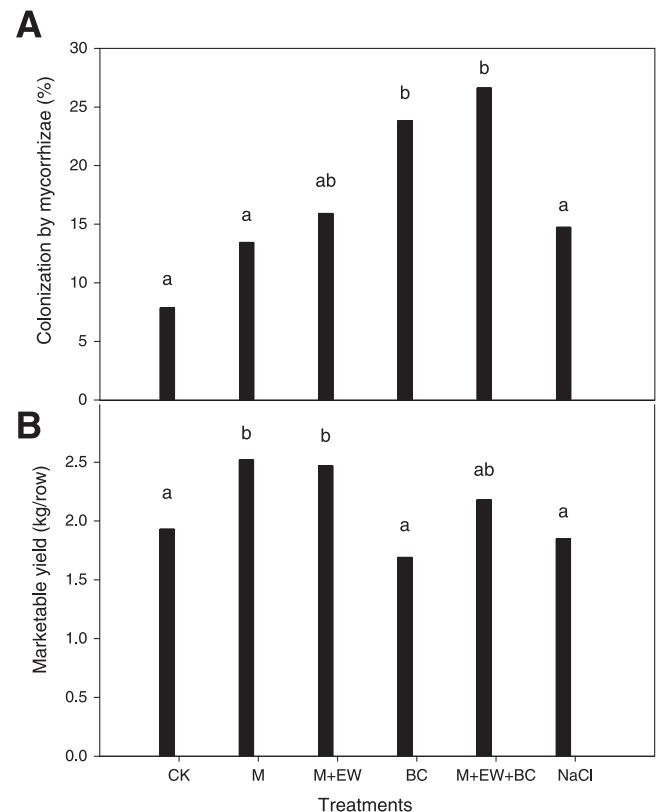 A
Colonization by mycorrhizae (%)
30
25
20
15
10
5
0
a
a
ab
b
b
a
B
Marketable yield (kg/row)
2.5
2.0
1.5
1.0
0.5
0.0
a
b
b
a
ab
a
CK M M+EW BC M+EW+BC NaCl
Treatments